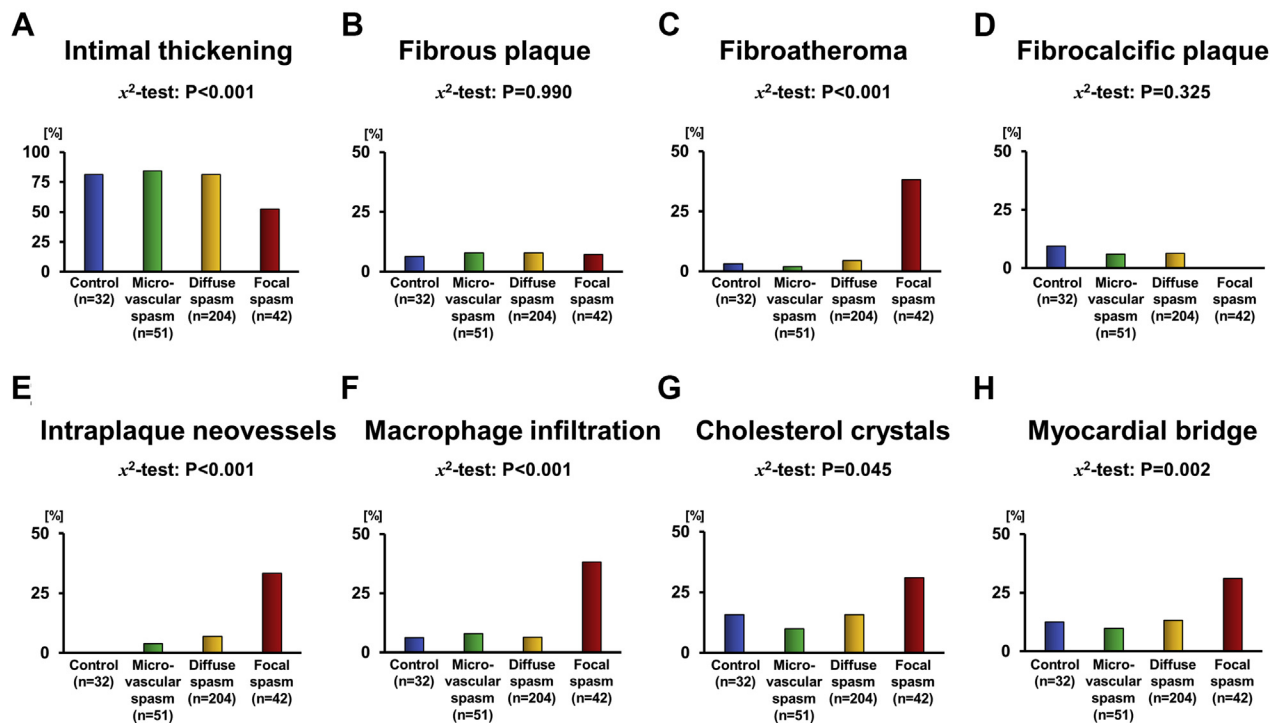 A
Intimal thickening
x²-test: P<0.001
[%]
100
75
50
25
0
Control
(n=32)
Micro-
vascular
spasm
(n=51)
Diffuse
spasm
(n=204)
Focal
spasm
(n=42)
B
Fibrous plaque
x²-test: P=0.990
[%]
50
25
0
Control
(n=32)
Micro-
vascular
spasm
(n=51)
Diffuse
spasm
(n=204)
Focal
spasm
(n=42)
C
Fibroatheroma
x²-test: P<0.001
[%]
50
25
0
Control
(n=32)
Micro-
vascular
spasm
(n=51)
Diffuse
spasm
(n=204)
Focal
spasm
(n=42)
D
Fibrocalcific plaque
x²-test: P=0.325
[%]
50
25
0
Control
(n=32)
Micro-
vascular
spasm
(n=51)
Diffuse
spasm
(n=204)
Focal
spasm
(n=42)
E
Intraplaque neovessels
x²-test: P<0.001
[%]
50
25
0
Control
(n=32)
Micro-
vascular
spasm
(n=51)
Diffuse
spasm
(n=204)
Focal
spasm
(n=42)
F
Macrophage infiltration
x²-test: P<0.001
[%]
50
25
0
Control
(n=32)
Micro-
vascular
spasm
(n=51)
Diffuse
spasm
(n=204)
Focal
spasm
(n=42)
G
Cholesterol crystals
x²-test: P=0.045
[%]
50
25
0
Control
(n=32)
Micro-
vascular
spasm
(n=51)
Diffuse
spasm
(n=204)
Focal
spasm
(n=42)
H
Myocardial bridge
x²-test: P=0.002
[%]
50
25
0
Control
(n=32)
Micro-
vascular
spasm
(n=51)
Diffuse
spasm
(n=204)
Focal
spasm
(n=42)